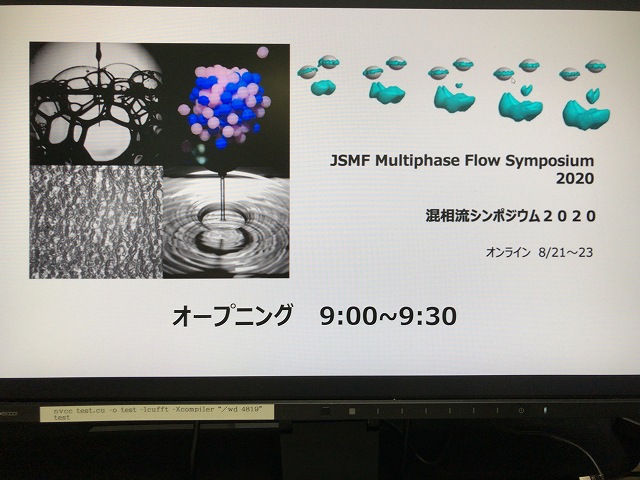 JSMF Multiphase Flow Symposium
2020
混相流シンポジウム２０２０
オンライン 8/21～23
オープニング 9:00~9:30
nvcc test.cu -o test -lcufft -Xcompiler "/wd 4819"
test